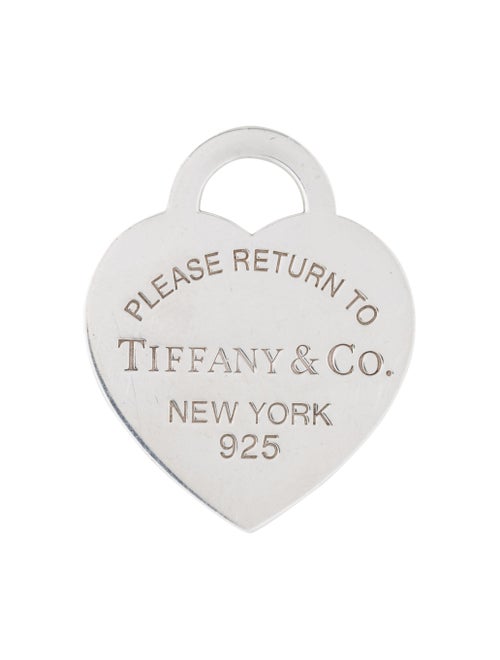 PLEASE RETURN TO
TIFFANY & CO.
NEW YORK
925